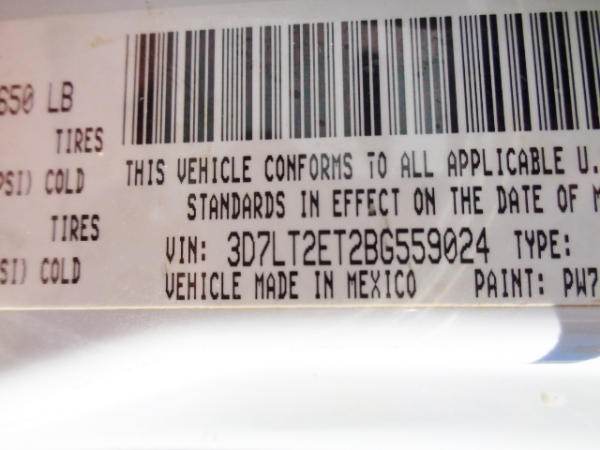 650 LB
TIRES
PSI) COLD
TIRES
SI) COLD
THIS VEHICLE CONFORMS TO ALL APPLICABLE U.
STANDARDS IN EFFECT ON THE DATE OF M
VIN: 3D7LT2ET2BG559024 TYPE:
VEHICLE MADE IN MEXICO PAINT: PW7